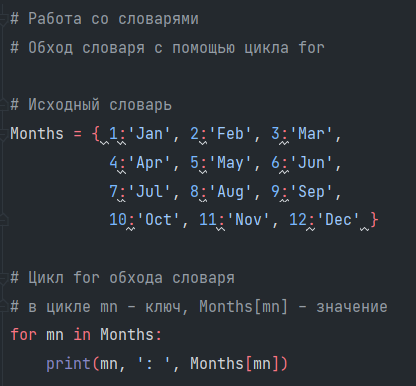 # Работа со словарями
# Обход словаря с помощью цикла for
# Исходный словарь
Months = { 1:'Jan', 2:'Feb', 3:'Mar',
4:'Apr', 5:'May', 6:'Jun',
7:'Jul', 8:'Aug', 9:'Sep',
10:'Oct', 11:'Nov', 12:'Dec' }
# Цикл for обхода словаря
# в цикле mn – ключ, Months[mn] – значение
for mn in Months:
print(mn, ': ', Months[mn])